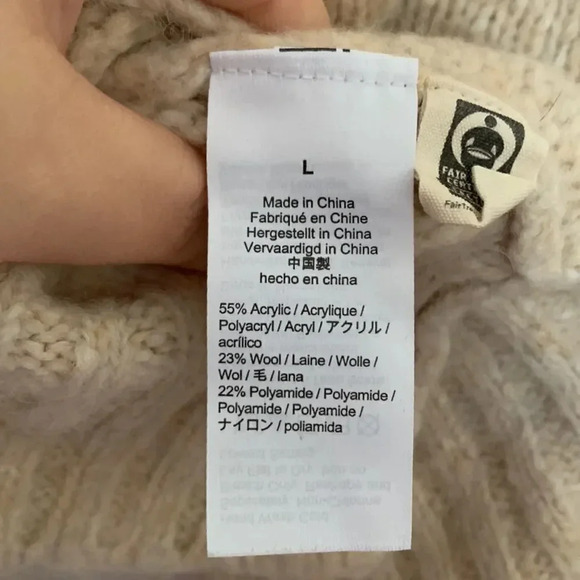 L
Made in China
Fabriqué en Chine
Hergestellt in China
Vervaardigd in China
中国製
hecho en china
55% Acrylic / Acrylique /
Polyacryl / Acryl / アクリル /
acrílico
23% Wool / Laine / Wolle /
Wol / 毛 / lana
22% Polyamide / Polyamide /
Polyamide / Polyamide /
ナイロン / poliamida
FAIR
CERT